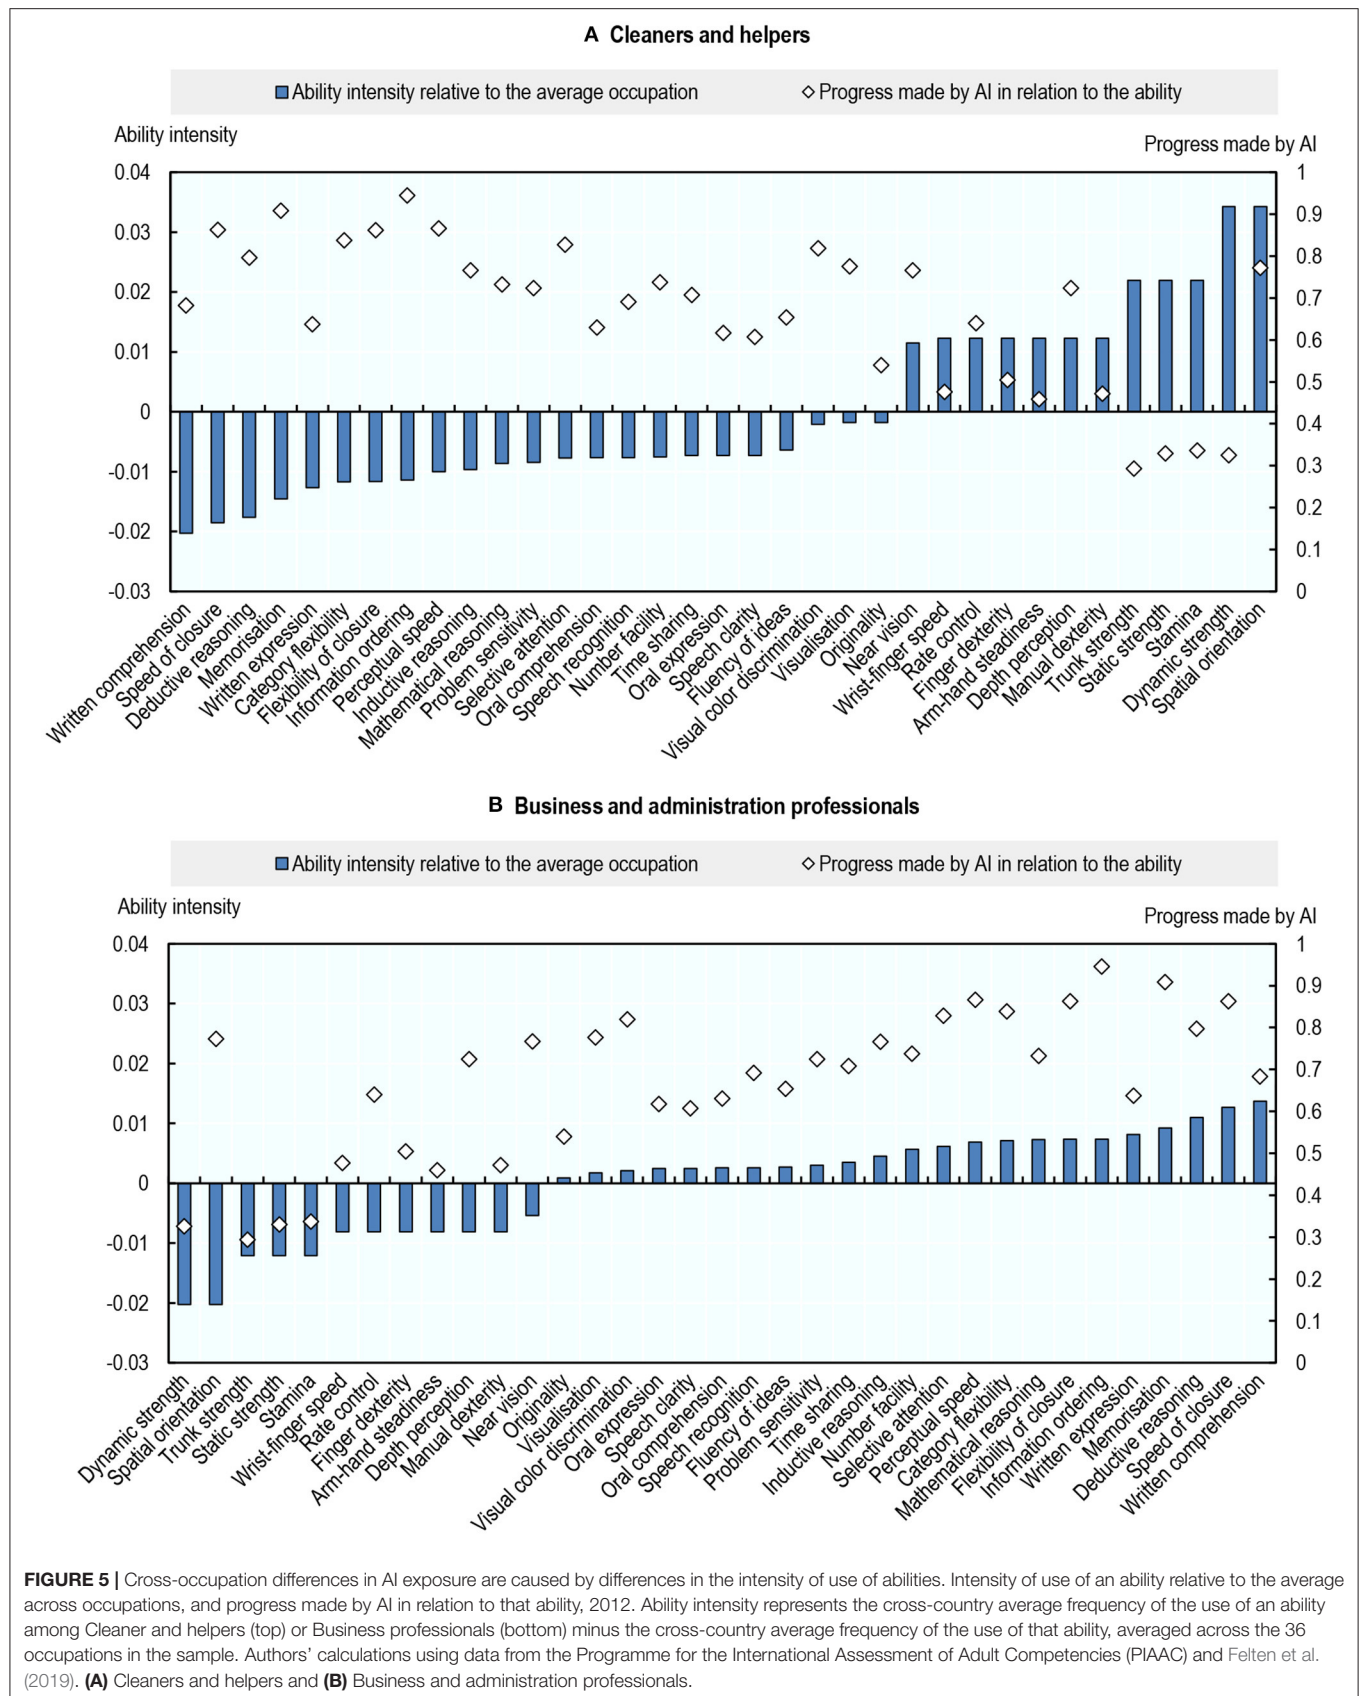 A Cleaners and helpers
Ability intensity relative to the average occupation
Progress made by AI in relation to the ability
Ability intensity
Progress made by AI
0.04
0.03
0.02
0.01
0
-0.01
-0.02
-0.03
1
0.9
0.8
0.7
0.6
0.5
0.4
0.3
0.2
0.1
0
Written comprehension
Speed of closure
Deductive reasoning
Memorisation
Written expression
Category flexibility
Flexibility of closure
Information ordering
Perceptual speed
Inductive reasoning
Mathematical reasoning
Problem sensitivity
Selective attention
Oral comprehension
Speech recognition
Number facility
Time sharing
Oral expression
Speech clarity
Fluency of ideas
Visual color discrimination
Visualisation
Originality
Near vision
Wrist-finger speed
Rate control
Finger dexterity
Arm-hand steadiness
Depth perception
Manual dexterity
Trunk strength
Static strength
Stamina
Dynamic strength
Spatial orientation
B Business and administration professionals
Ability intensity relative to the average occupation
Progress made by AI in relation to the ability
Ability intensity
Progress made by AI
0.04
0.03
0.02
0.01
0
-0.01
-0.02
-0.03
1
0.9
0.8
0.7
0.6
0.5
0.4
0.3
0.2
0.1
0
Dynamic strength
Spatial orientation
Trunk strength
Static strength
Stamina
Wrist-finger speed
Rate control
Finger dexterity
Arm-hand steadiness
Depth perception
Manual dexterity
Near vision
Originality
Visualisation
Visual color discrimination
Oral expression
Speech clarity
Oral comprehension
Speech recognition
Fluency of ideas
Problem sensitivity
Time sharing
Inductive reasoning
Number facility
Selective attention
Perceptual speed
Category flexibility
Mathematical reasoning
Flexibility of closure
Information ordering
Written expression
Memorisation
Deductive reasoning
Speed of closure
Written comprehension
FIGURE 5 | Cross-occupation differences in AI exposure are caused by differences in the intensity of use of abilities. Intensity of use of an ability relative to the average
across occupations, and progress made by AI in relation to that ability, 2012. Ability intensity represents the cross-country average frequency of the use of an ability
among Cleaner and helpers (top) or Business professionals (bottom) minus the cross-country average frequency of the use of that ability, averaged across the 36
occupations in the sample. Authors' calculations using data from the Programme for the International Assessment of Adult Competencies (PIAAC) and Felten et al.
(2019). (A) Cleaners and helpers and (B) Business and administration professionals.